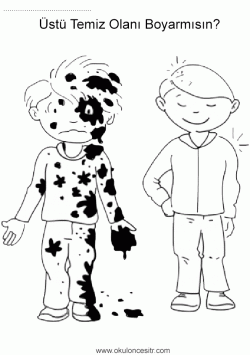 Üstü Temiz Olanı Boyarmısın?
www.okuloncesitr.com